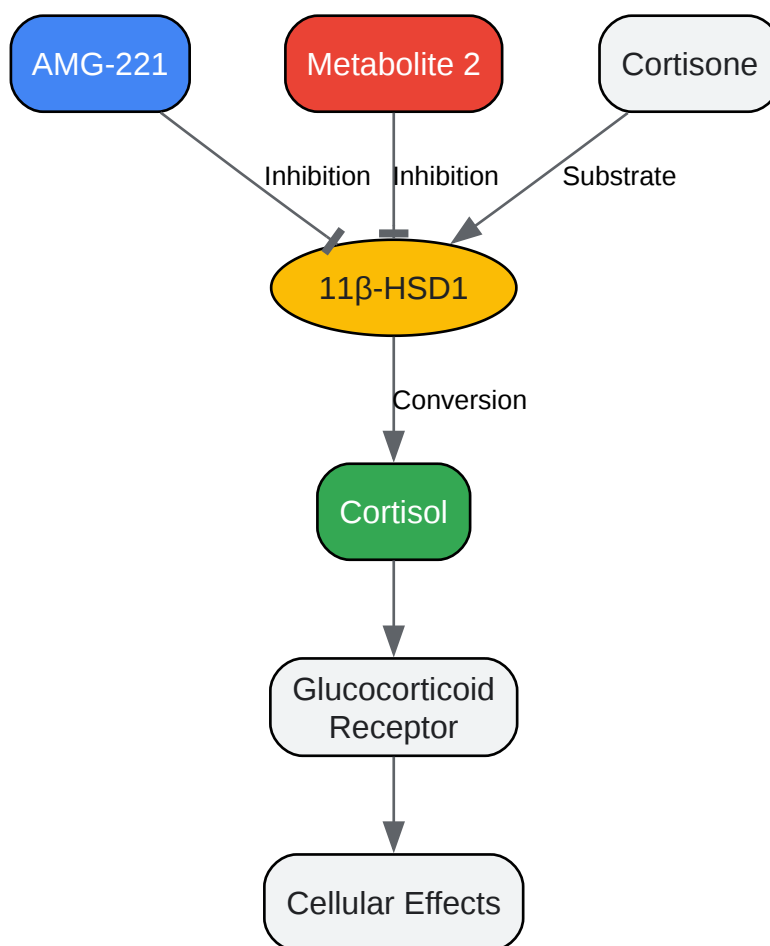 AMG-221
Metabolite 2
Cortisone
Inhibition
Inhibition
Substrate
11β-HSD1
Conversion
Cortisol
Glucocorticoid
Receptor
Cellular Effects